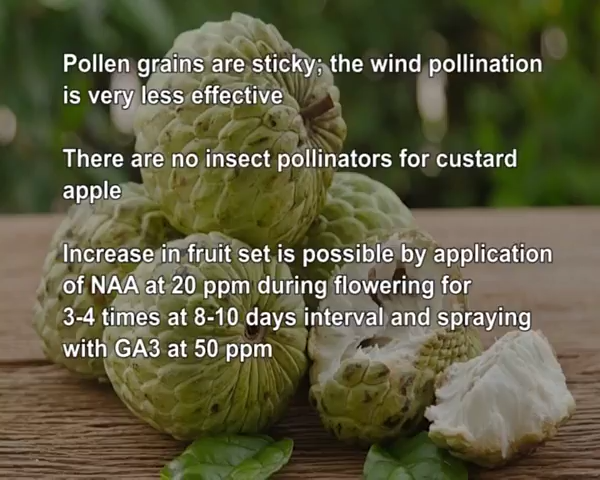 Pollen grains are sticky; the wind pollination
is very less effective
There are no insect pollinators for custard
apple
Increase in fruit set is possible by application
of NAA at 20 ppm during flowering for
3-4 times at 8-10 days interval and spraying
with GA3 at 50 ppm